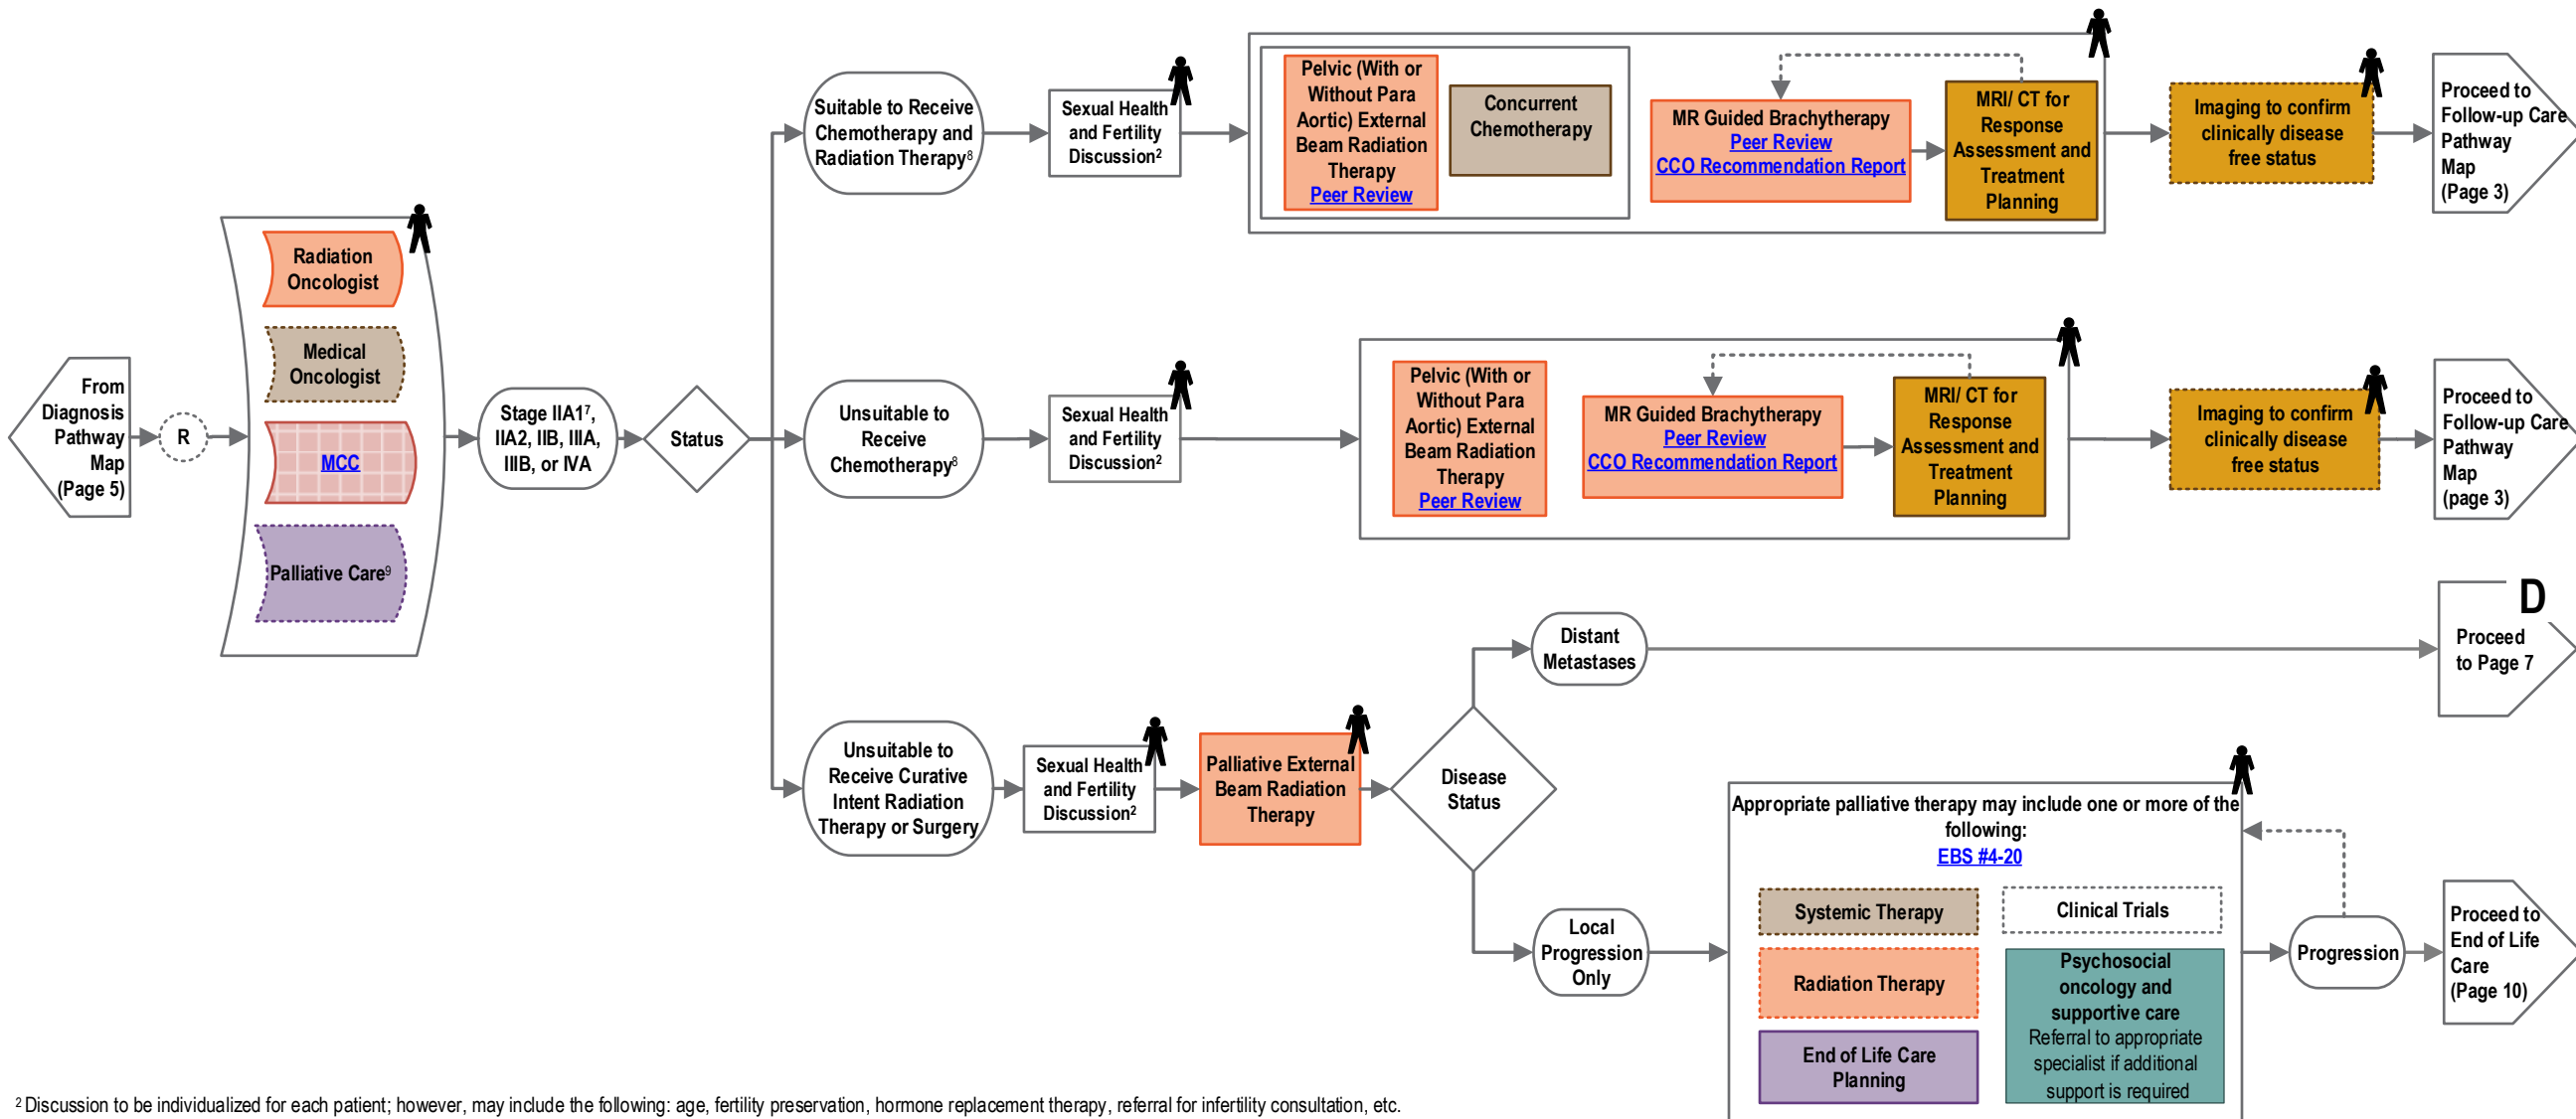 From
Diagnosis
Pathway
Map
(Page 5)
R
Radiation
Oncologist
Medical
Oncologist
MCC
Palliative Care⁹
Stage IIA1⁷,
IIA2, IIB, IIIA,
IIIB, or IVA
Status
Suitable to Receive
Chemotherapy and
Radiation Therapy⁸
Sexual Health
and Fertility
Discussion²
Pelvic (With or
Without Para
Aortic) External
Beam Radiation
Therapy
Peer Review
Concurrent
Chemotherapy
MR Guided Brachytherapy
Peer Review
CCO Recommendation Report
MRI/ CT for
Response
Assessment and
Treatment
Planning
Imaging to confirm
clinically disease
free status
Proceed to
Follow-up Care
Pathway
Map
(Page 3)
Unsuitable to
Receive
Chemotherapy⁸
Sexual Health
and Fertility
Discussion²
Pelvic (With or
Without Para
Aortic) External
Beam Radiation
Therapy
Peer Review
MR Guided Brachytherapy
Peer Review
CCO Recommendation Report
MRI/ CT for
Response
Assessment and
Treatment
Planning
Imaging to confirm
clinically disease
free status
Proceed to
Follow-up Care
Pathway
Map
(page 3)
Unsuitable to
Receive Curative
Intent Radiation
Therapy or Surgery
Sexual Health
and Fertility
Discussion²
Palliative External
Beam Radiation
Therapy
Disease
Status
Distant
Metastases
D
Proceed
to Page 7
Local
Progression
Only
Appropriate palliative therapy may include one or more of the
following:
EBS #4-20
Systemic Therapy
Clinical Trials
Radiation Therapy
End of Life Care
Planning
Psychosocial
oncology and
supportive care
Referral to appropriate
specialist if additional
support is required
Progression
Proceed to
End of Life
Care
(Page 10)
² Discussion to be individualized for each patient; however, may include the following: age, fertility preservation, hormone replacement therapy, referral for infertility consultation, etc.